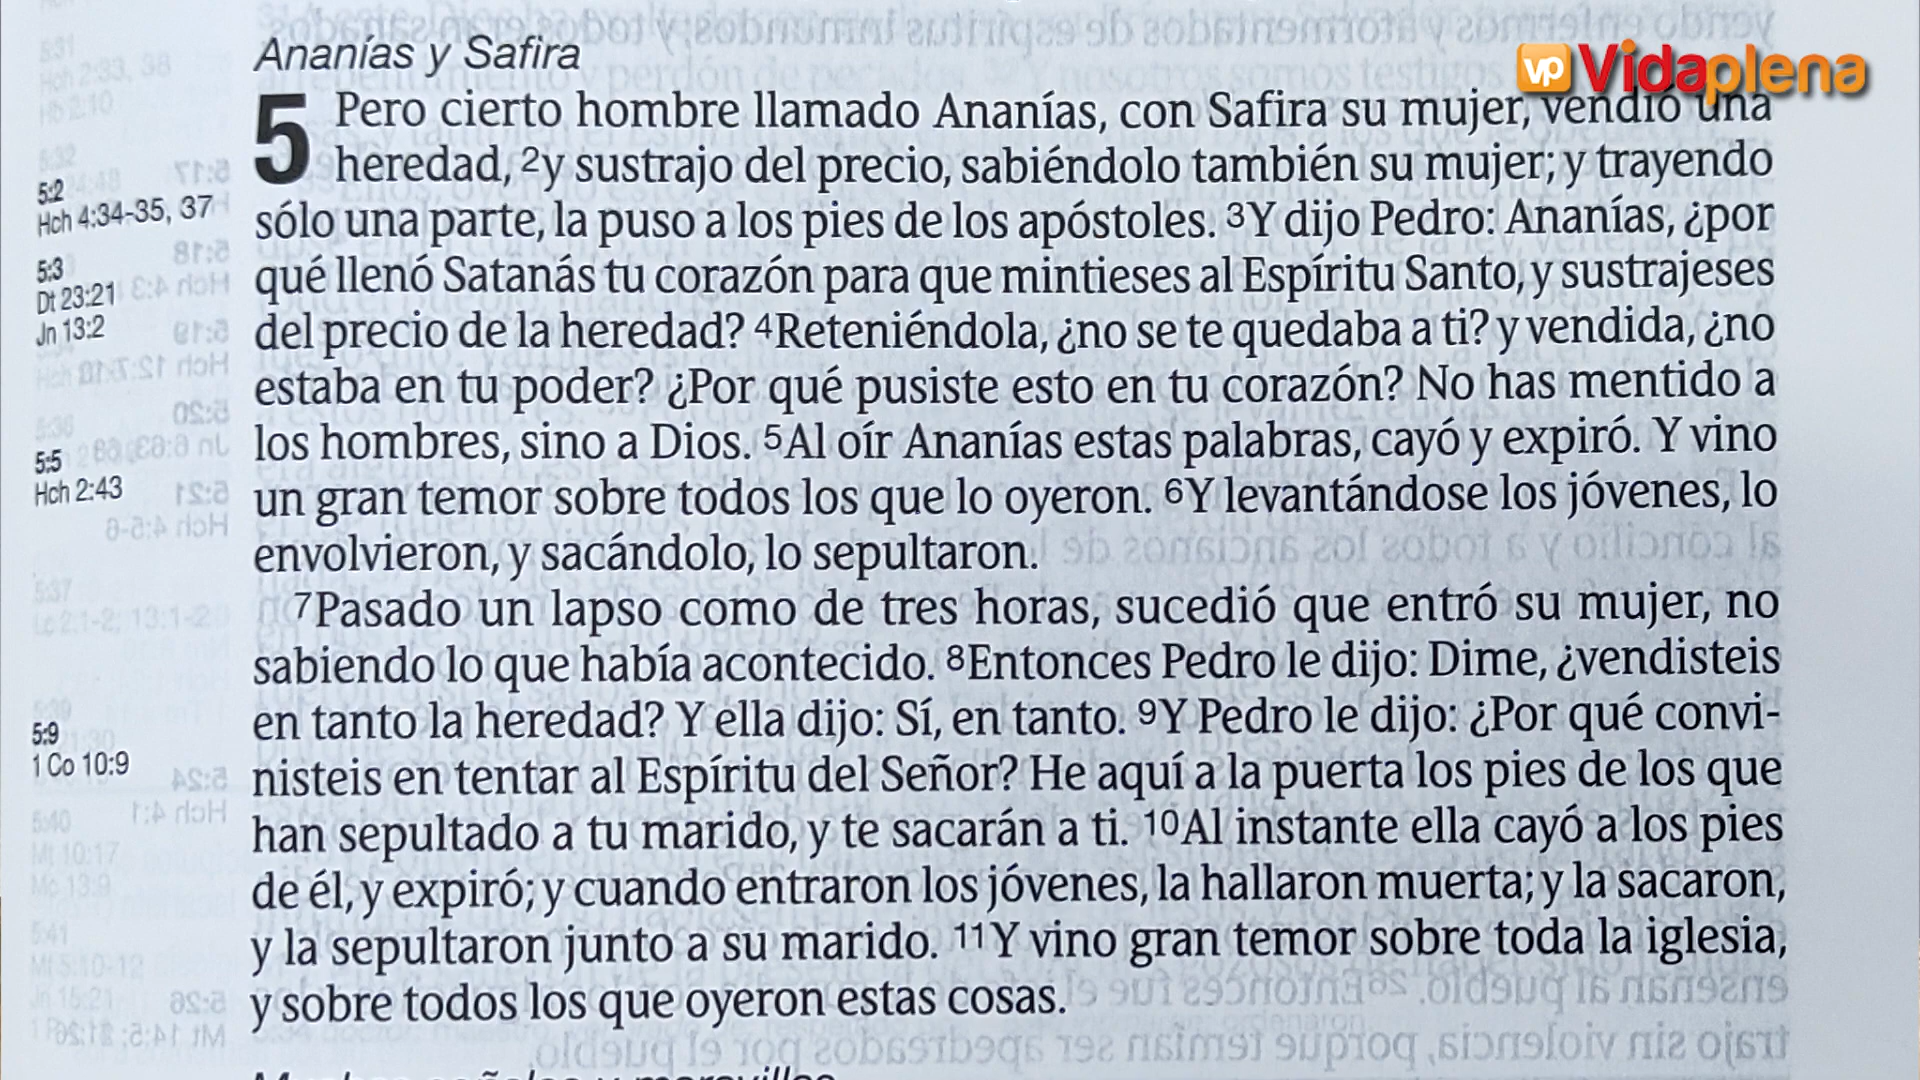 Ananías y Safira
vp Vidaplena
5 Pero cierto hombre llamado Ananías, con Safira su mujer, vendió una
heredad, 2y sustrajo del precio, sabiéndolo también su mujer; y trayendo
sólo una parte, la puso a los pies de los apóstoles. 3Y dijo Pedro: Ananías, ¿por
qué llenó Satanás tu corazón para que mintieses al Espíritu Santo, y sustrajeses
del precio de la heredad? 4Reteniéndola, ¿no se te quedaba a ti? y vendida, ¿no
estaba en tu poder? ¿Por qué pusiste esto en tu corazón? No has mentido a
los hombres, sino a Dios. 5Al oír Ananías estas palabras, cayó y expiró. Y vino
un gran temor sobre todos los que lo oyeron. 6Y levantándose los jóvenes, lo
envolvieron, y sacándolo, lo sepultaron.
7Pasado un lapso como de tres horas, sucedió que entró su mujer, no
sabiendo lo que había acontecido. 8Entonces Pedro le dijo: Dime, ¿vendisteis
en tanto la heredad? Y ella dijo: Sí, en tanto. 9Y Pedro le dijo: ¿Por qué convi-
nisteis en tentar al Espíritu del Señor? He aquí a la puerta los pies de los que
han sepultado a tu marido, y te sacarán a ti. 10Al instante ella cayó a los pies
de él, y expiró; y cuando entraron los jóvenes, la hallaron muerta; y la sacaron,
y la sepultaron junto a su marido. 11Y vino gran temor sobre toda la iglesia,
y sobre todos los que oyeron estas cosas.
5:2
Hch 4:34-35, 37
5:3
Dt 23:21
Jn 13:2
5:5
Hch 2:43
5:9
1 Co 10:9